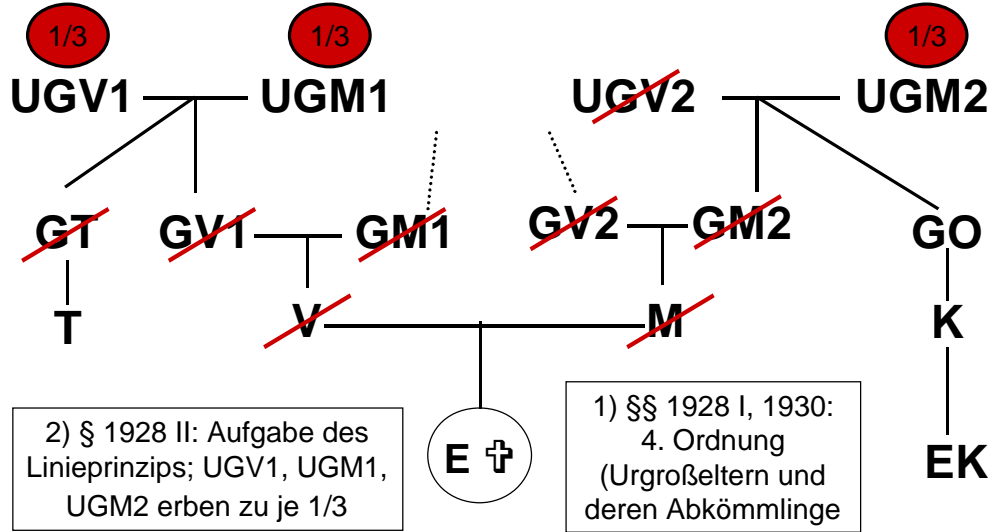 1/3 1/3 1/3
UGV1 UGM1 UGV2 UGM2
GT GV1 GM1 GV2 GM2 GO
T V M K
2) § 1928 II: Aufgabe des
Linieprinzips; UGV1, UGM1,
UGM2 erben zu je 1/3
E ✞
1) §§ 1928 I, 1930:
4. Ordnung
(Urgroßeltern und
deren Abkömmlinge
EK